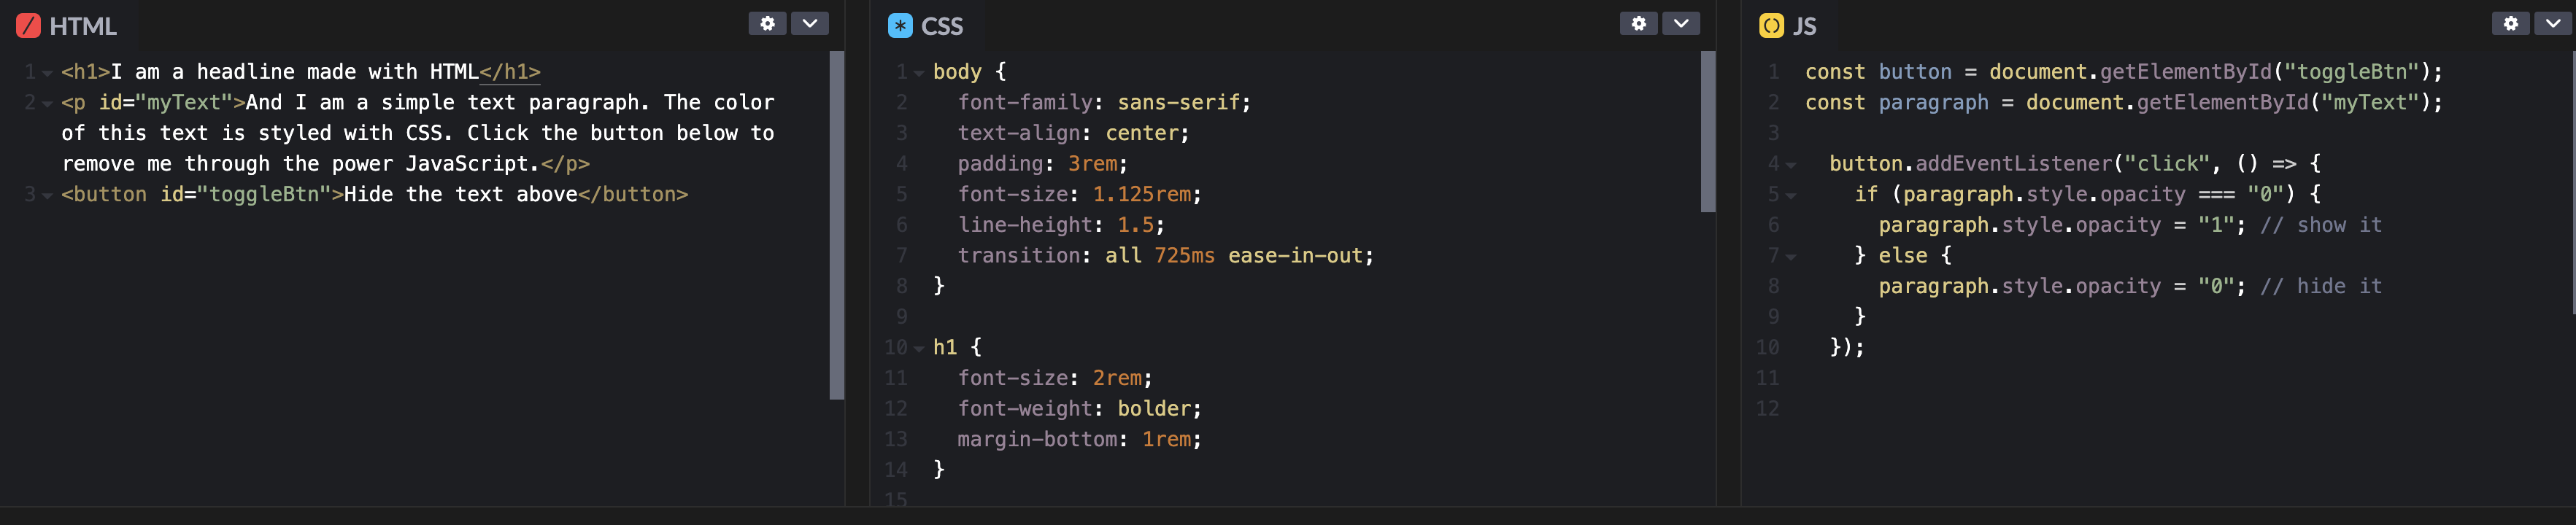 HTML
1 <h1>I am a headline made with HTML</h1>
2 <p id="myText">And I am a simple text paragraph. The color
of this text is styled with CSS. Click the button below to
remove me through the power JavaScript.</p>
3 <button id="toggleBtn">Hide the text above</button>
CSS
1 body {
2   font-family: sans-serif;
3   text-align: center;
4   padding: 3rem;
5   font-size: 1.125rem;
6   line-height: 1.5;
7   transition: all 725ms ease-in-out;
8 }
9
10 h1 {
11   font-size: 2rem;
12   font-weight: bolder;
13   margin-bottom: 1rem;
14 }
15
JS
1 const button = document.getElementById("toggleBtn");
2 const paragraph = document.getElementById("myText");
3
4   button.addEventListener("click", () => {
5     if (paragraph.style.opacity === "0") {
6       paragraph.style.opacity = "1"; // show it
7     } else {
8       paragraph.style.opacity = "0"; // hide it
9     }
10   });
11
12